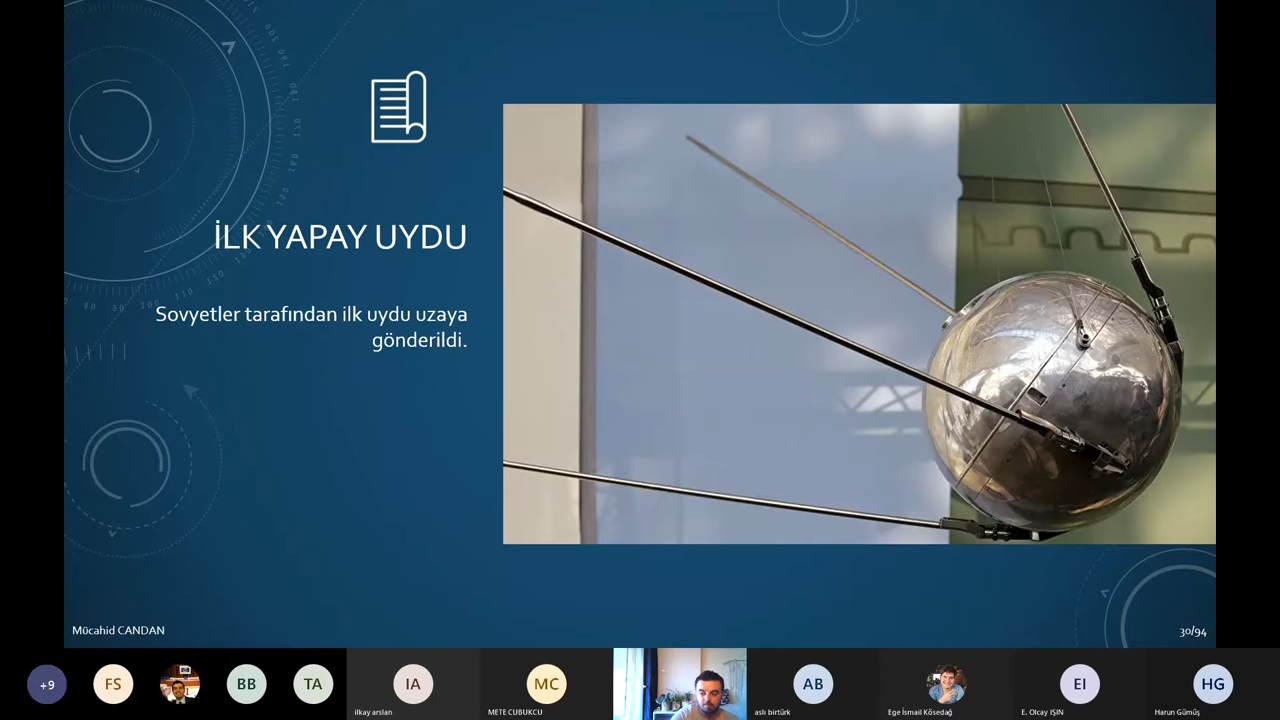 İLK YAPAY UYDU
Sovyetler tarafından ilk uydu uzaya
gönderildi.
Mücahid CANDAN
30/94
+9
FS
BB
TA
IA
MC
AB
EI
HG
ilkay arslan
METE CUBUKCU
aslı birtürk
Ege İsmail Kösedağ
E. Olcay IŞIN
Harun Gümüş